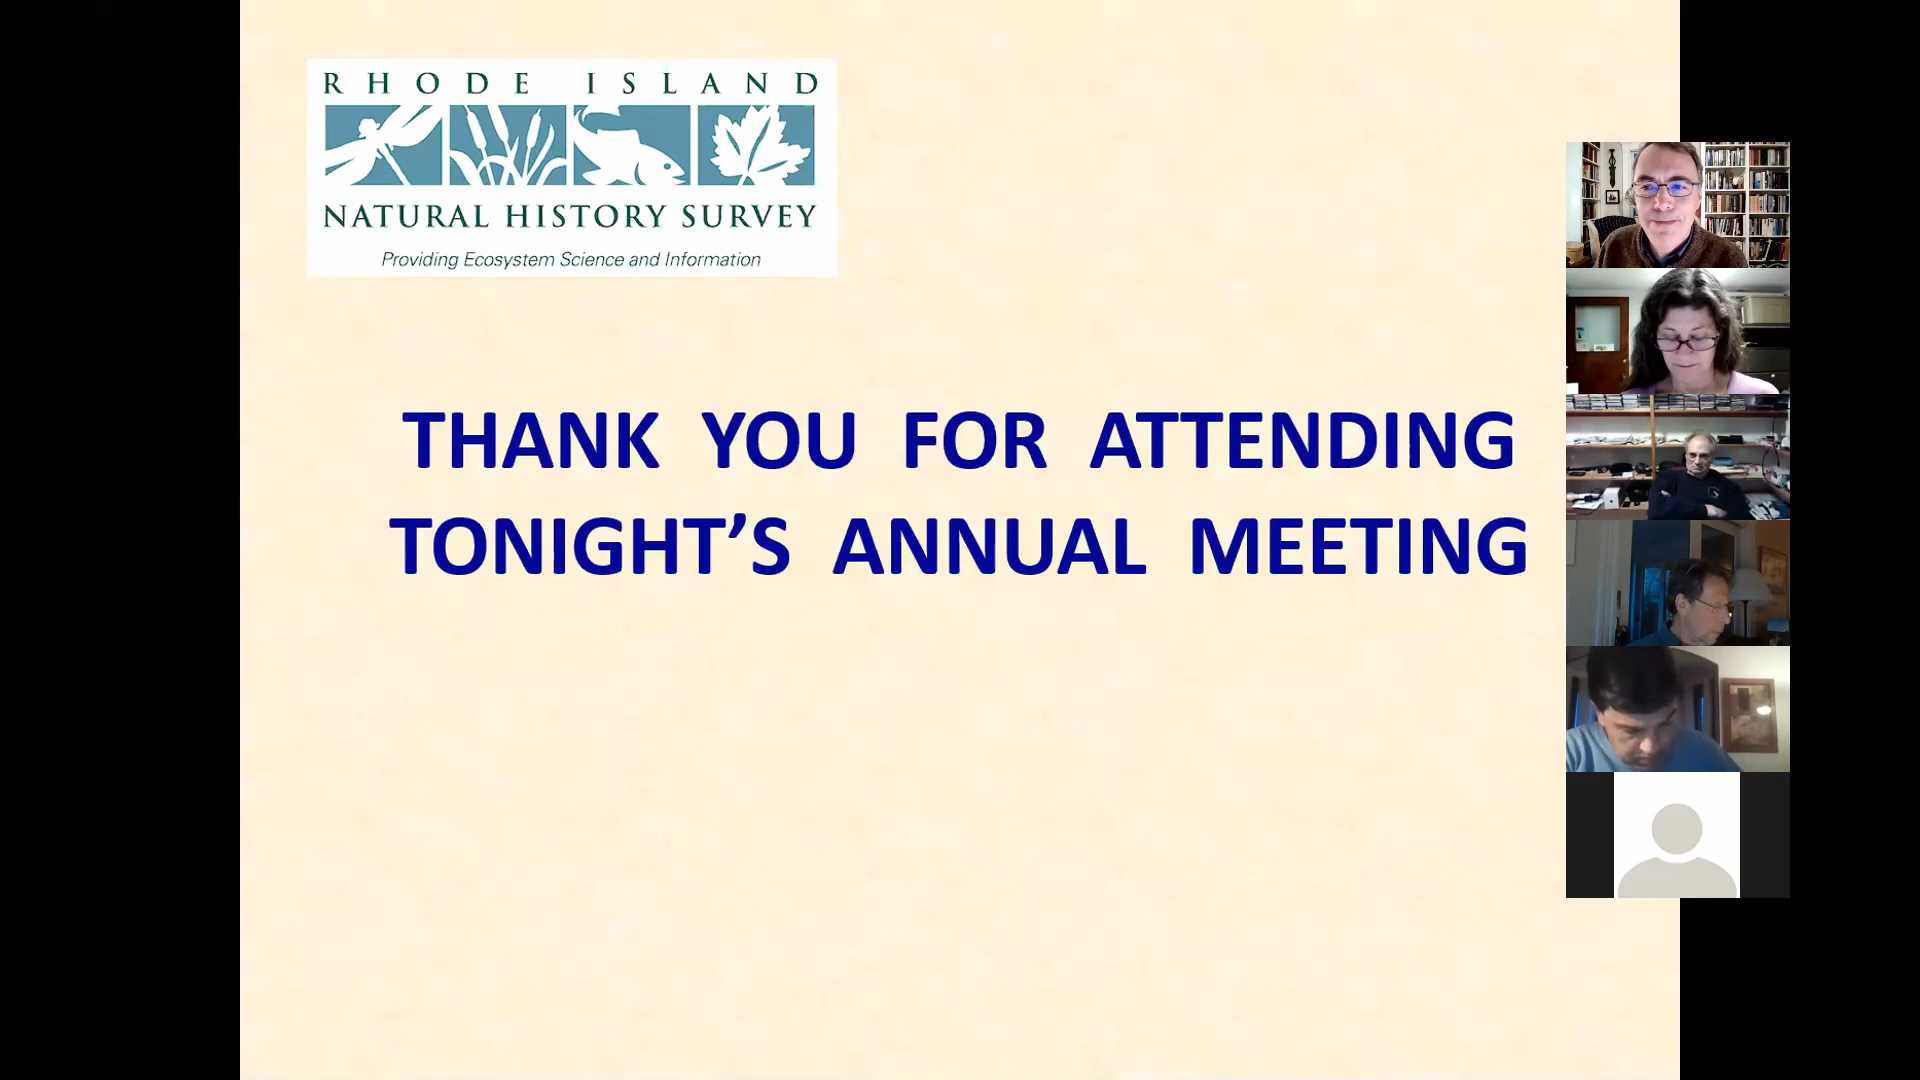 RHODE ISLAND
NATURAL HISTORY SURVEY
Providing Ecosystem Science and Information
THANK YOU FOR ATTENDING
TONIGHT’S ANNUAL MEETING